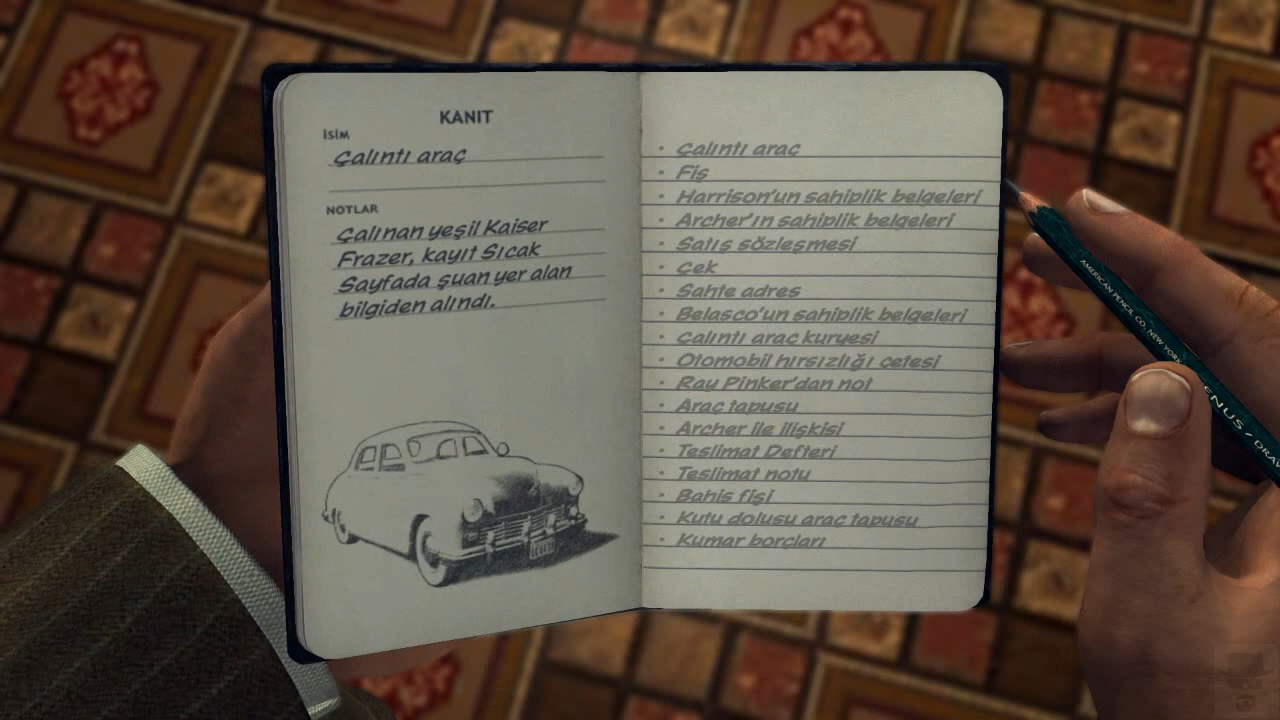 KANIT
İSİM
Çalıntı araç
NOTLAR
Çalınan yeşil Kaiser
Frazer, kayıt Sıcak
Sayfada şuan yer alan
bilgiden alındı.
• Çalıntı araç
• Fiş
• Harrison'un sahiplik belgeleri
• Archer'ın sahiplik belgeleri
• Satış sözleşmesi
• Çek
• Sahte adres
• Belasco'un sahiplik belgeleri
• Çalıntı araç kuryesi
• Otomobil hırsızlığı çetesi
• Ray Pinker'dan not
• Araç tapusu
• Archer ile ilişkisi
• Teslimat Defteri
• Teslimat notu
• Bahis fişi
• Kutu dolusu araç tapusu
• Kumar borçları
AMERICAN PENCIL CO. NEW YORK
VENUS - DRAW